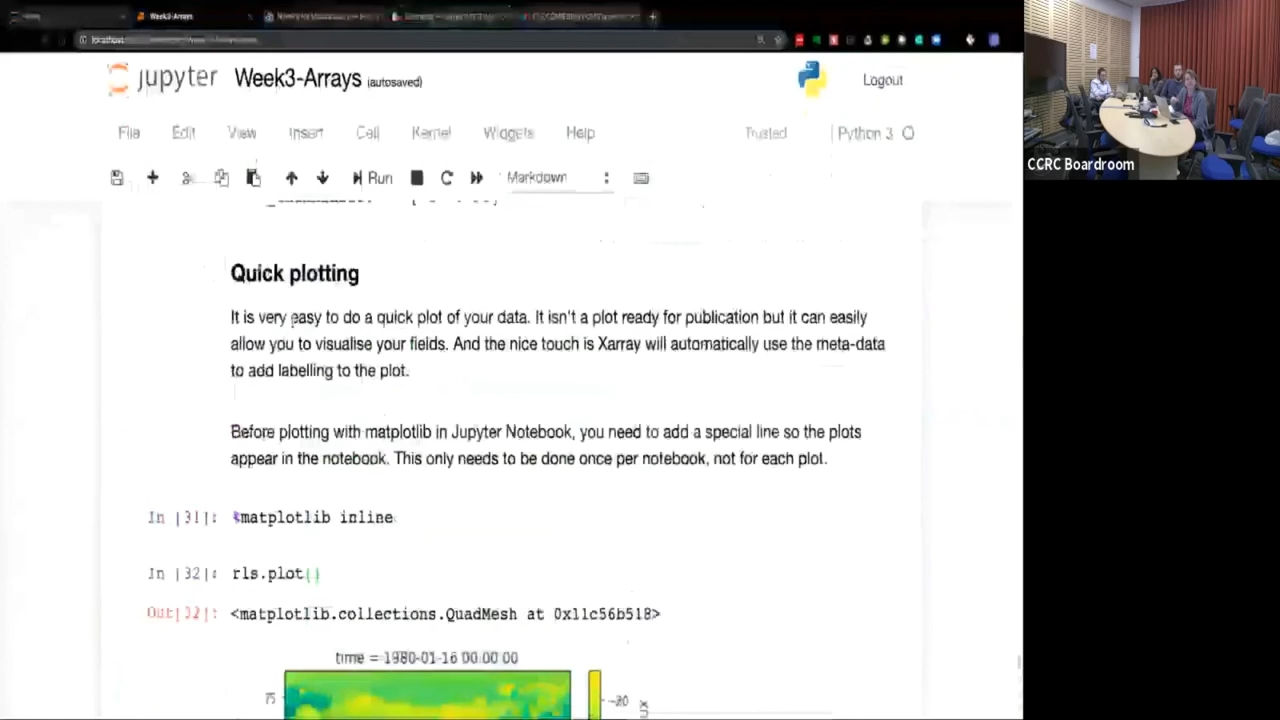 Week3-Arrays
localhost
jupyter Week3-Arrays (autosaved)
Logout
File Edit View Insert Cell Kernel Widgets Help
Trusted
Python 3
Run
Markdown
CCRC Boardroom
Quick plotting
It is very easy to do a quick plot of your data. It isn't a plot ready for publication but it can easily
allow you to visualise your fields. And the nice touch is Xarray will automatically use the meta-data
to add labelling to the plot.
Before plotting with matplotlib in Jupyter Notebook, you need to add a special line so the plots
appear in the notebook. This only needs to be done once per notebook, not for each plot.
In [31]: %matplotlib inline
In [32]: rls.plot()
Out[32]: <matplotlib.collections.QuadMesh at 0x11c56b518>
time = 1980-01-16 00:00:00
75
-20